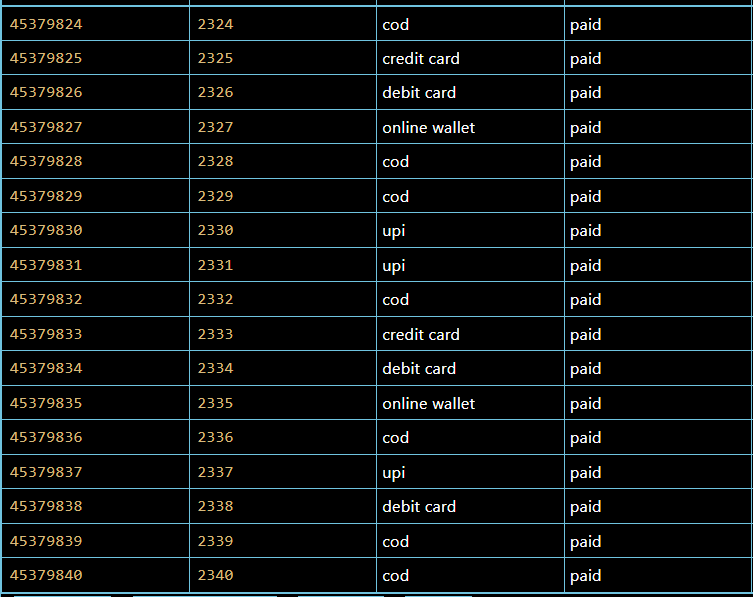 45379824 2324 cod paid
45379825 2325 credit card paid
45379826 2326 debit card paid
45379827 2327 online wallet paid
45379828 2328 cod paid
45379829 2329 cod paid
45379830 2330 upi paid
45379831 2331 upi paid
45379832 2332 cod paid
45379833 2333 credit card paid
45379834 2334 debit card paid
45379835 2335 online wallet paid
45379836 2336 cod paid
45379837 2337 upi paid
45379838 2338 debit card paid
45379839 2339 cod paid
45379840 2340 cod paid